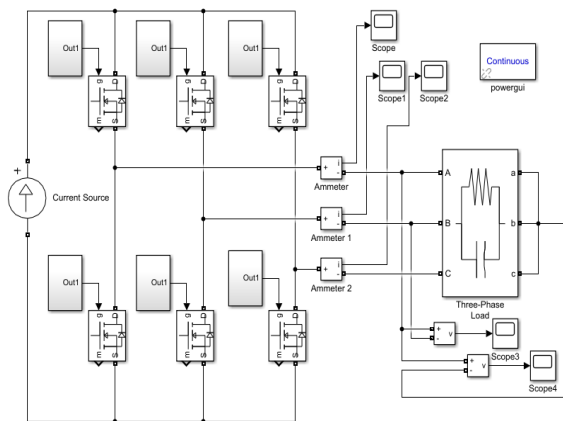 Out1
Out1
Out1
g
D
m
S
g
D
m
S
g
D
m
S
Scope
Scope1
Scope2
Continuous
powergui
+
Current Source
+
i
-
Ammeter
+
i
-
Ammeter 1
+
i
-
Ammeter 2
A
B
C
a
b
c
Three-Phase
Load
Out1
Out1
Out1
g
D
m
S
g
D
m
S
g
D
m
S
+
-
v
Scope3
+
-
v
Scope4